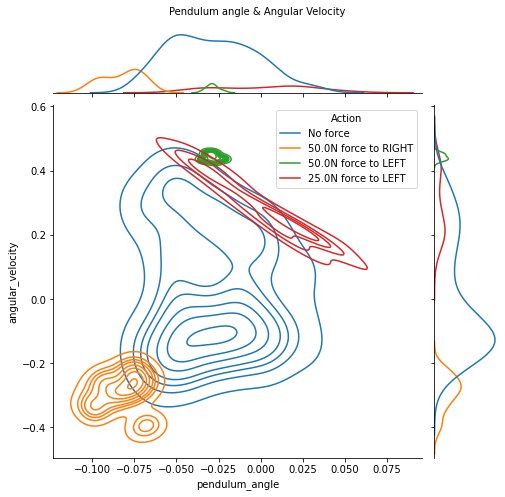 Pendulum angle & Angular Velocity
Action
No force
50.0N force to RIGHT
50.0N force to LEFT
25.0N force to LEFT
angular_velocity
0.6
0.4
0.2
0.0
−0.2
−0.4
−0.100 −0.075 −0.050 −0.025 0.000 0.025 0.050 0.075
pendulum_angle